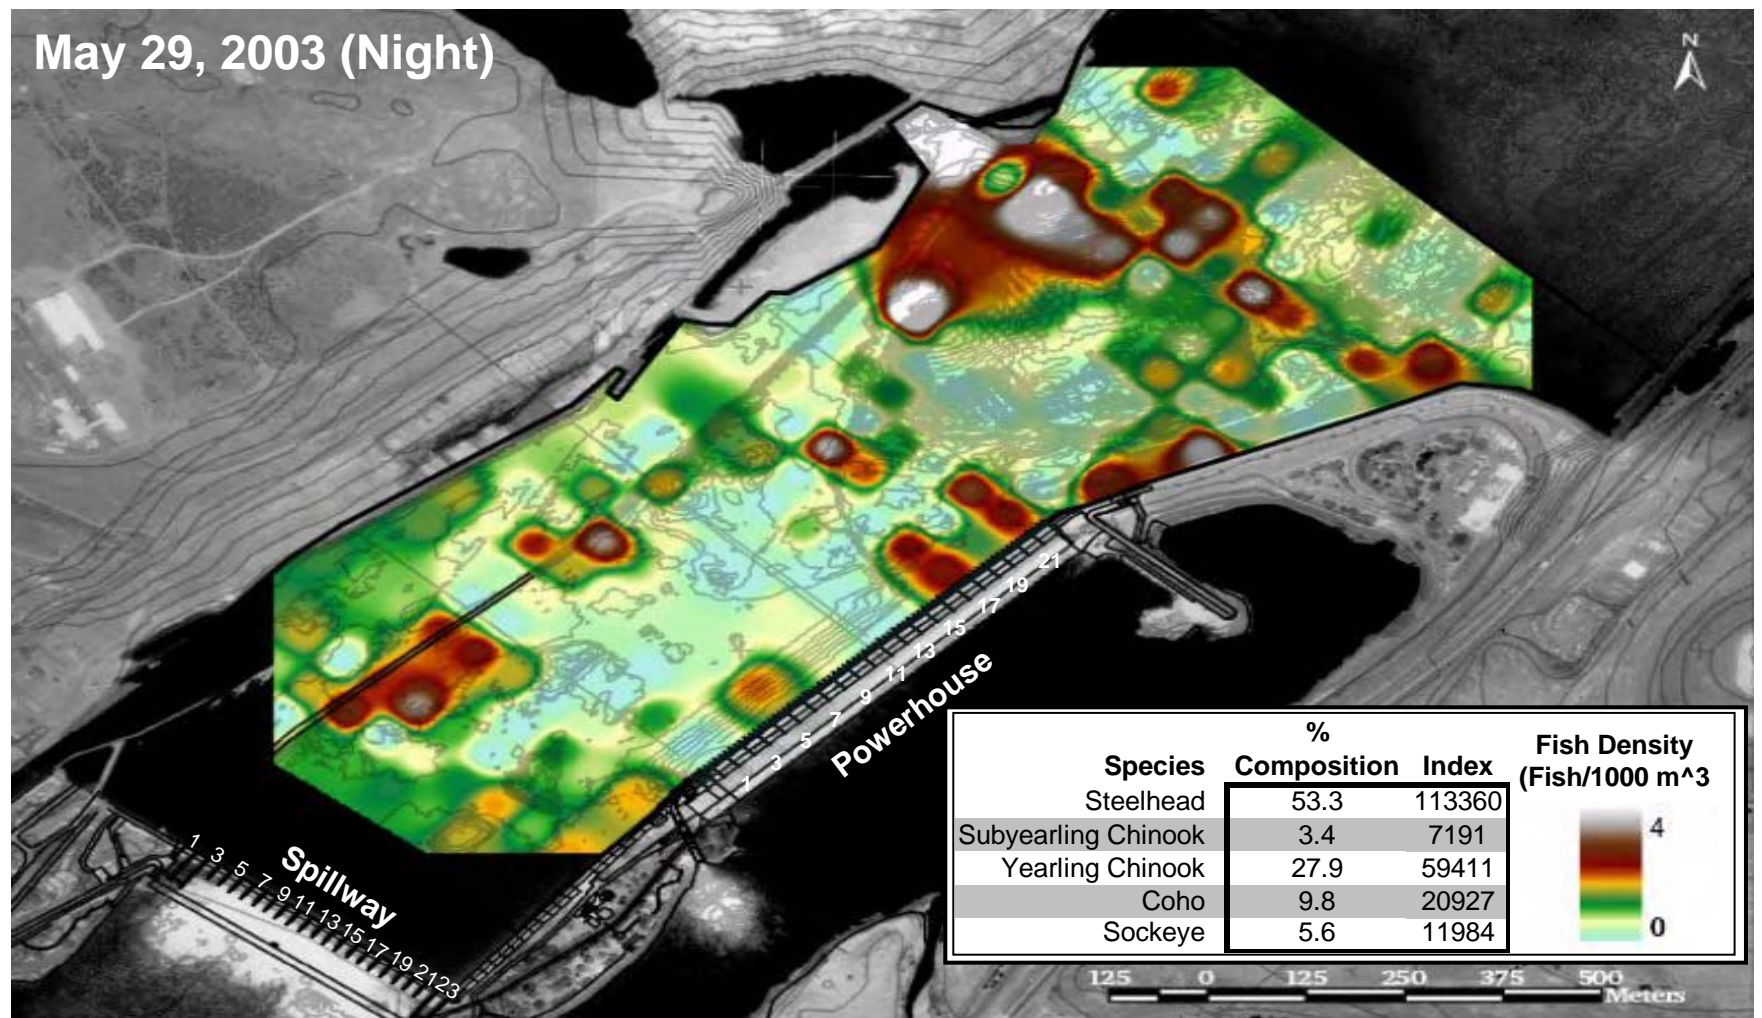 May 29, 2003 (Night)
N
21
19
17
15
13
11
9
7
5
3
1
Powerhouse
Spillway
1 3 5 7 9 11 13 15 17 19 21 23
% Fish Density
Species Composition Index (Fish/1000 m^3
Steelhead 53.3 113360
Subyearling Chinook 3.4 7191
Yearling Chinook 27.9 59411
Coho 9.8 20927
Sockeye 5.6 11984
4
0
125 0 125 250 375 500
Meters